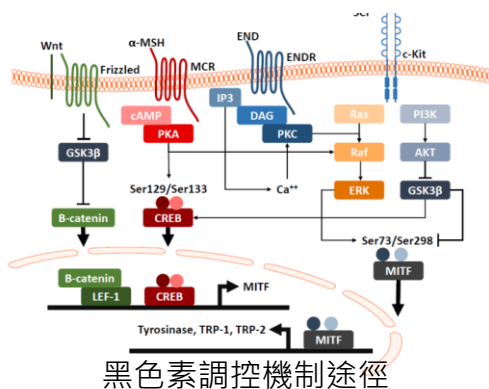 SCF
Wnt
α-MSH
END
Frizzled
MCR
ENDR
c-Kit
IP3
cAMP
DAG
Ras
PI3K
PKA
PKC
GSK3β
Raf
AKT
Ser129/Ser133
Ca⁺⁺
ERK
GSK3β
B-catenin
CREB
Ser73/Ser298
MITF
B-catenin
LEF-1
CREB
MITF
Tyrosinase, TRP-1, TRP-2
MITF
黑色素調控機制途徑